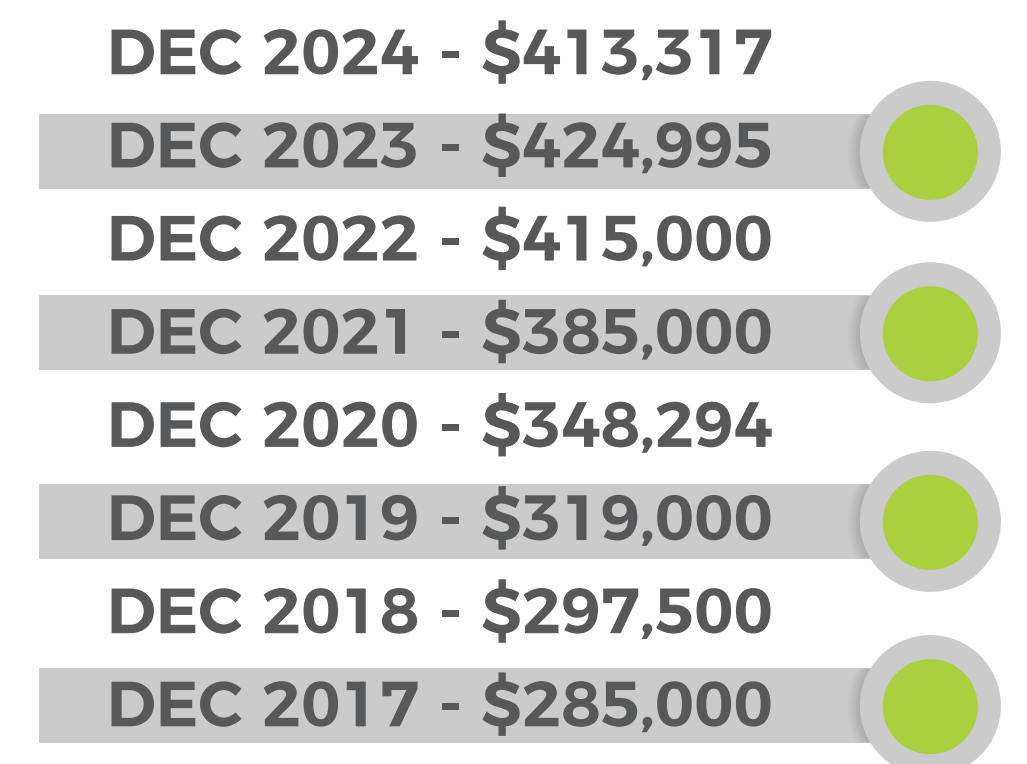 DEC 2024 - $413,317
DEC 2023 - $424,995
DEC 2022 - $415,000
DEC 2021 - $385,000
DEC 2020 - $348,294
DEC 2019 - $319,000
DEC 2018 - $297,500
DEC 2017 - $285,000